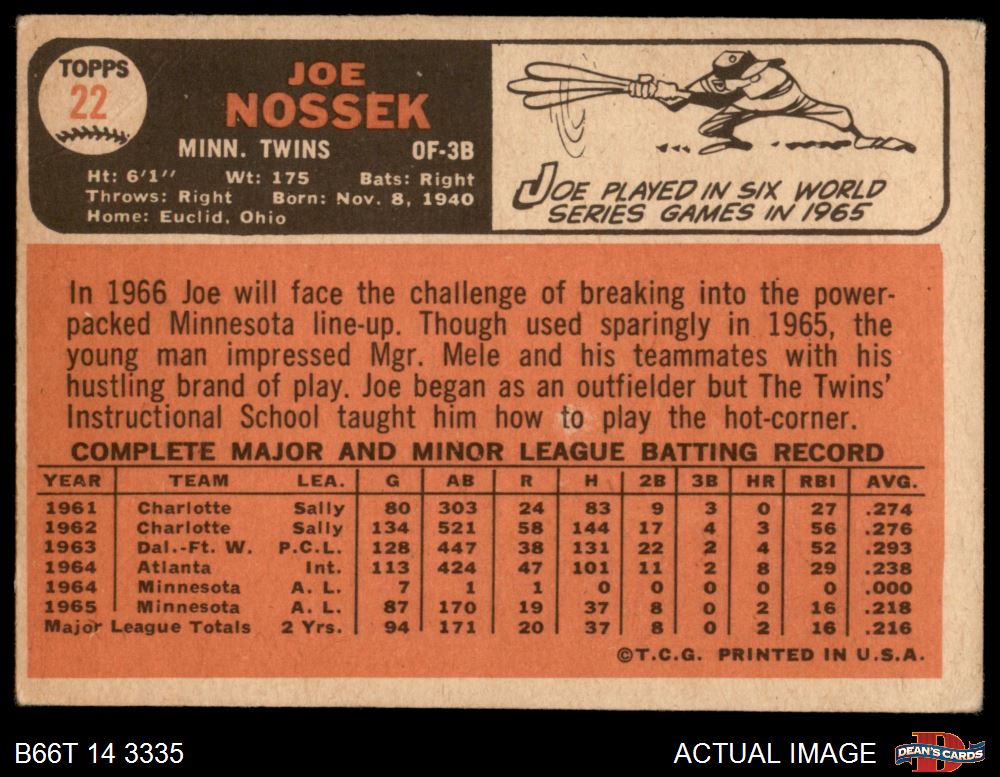 TOPPS
22
JOE
NOSSEK
MINN. TWINS OF-3B
Ht: 6'1" Wt: 175 Bats: Right
Throws: Right Born: Nov. 8, 1940
Home: Euclid, Ohio
JOE PLAYED IN SIX WORLD
SERIES GAMES IN 1965
In 1966 Joe will face the challenge of breaking into the power-
packed Minnesota line-up. Though used sparingly in 1965, the
young man impressed Mgr. Mele and his teammates with his
hustling brand of play. Joe began as an outfielder but The Twins'
Instructional School taught him how to play the hot-corner.
COMPLETE MAJOR AND MINOR LEAGUE BATTING RECORD
YEAR TEAM LEA. G AB R H 2B 3B HR RBI AVG.
1961 Charlotte Sally 80 303 24 83 9 3 0 27 .274
1962 Charlotte Sally 134 521 58 144 17 4 3 56 .276
1963 Dal.-Ft. W. P.C.L. 128 447 38 131 22 2 4 52 .293
1964 Atlanta Int. 113 424 47 101 11 2 8 29 .238
1964 Minnesota A. L. 7 1 1 0 0 0 0 0 .000
1965 Minnesota A. L. 87 170 19 37 8 0 2 16 .218
Major League Totals 2 Yrs. 94 171 20 37 8 0 2 16 .216
©T.C.G. PRINTED IN U.S.A.
B66T 14 3335
ACTUAL IMAGE
D
DEAN'S CARDS